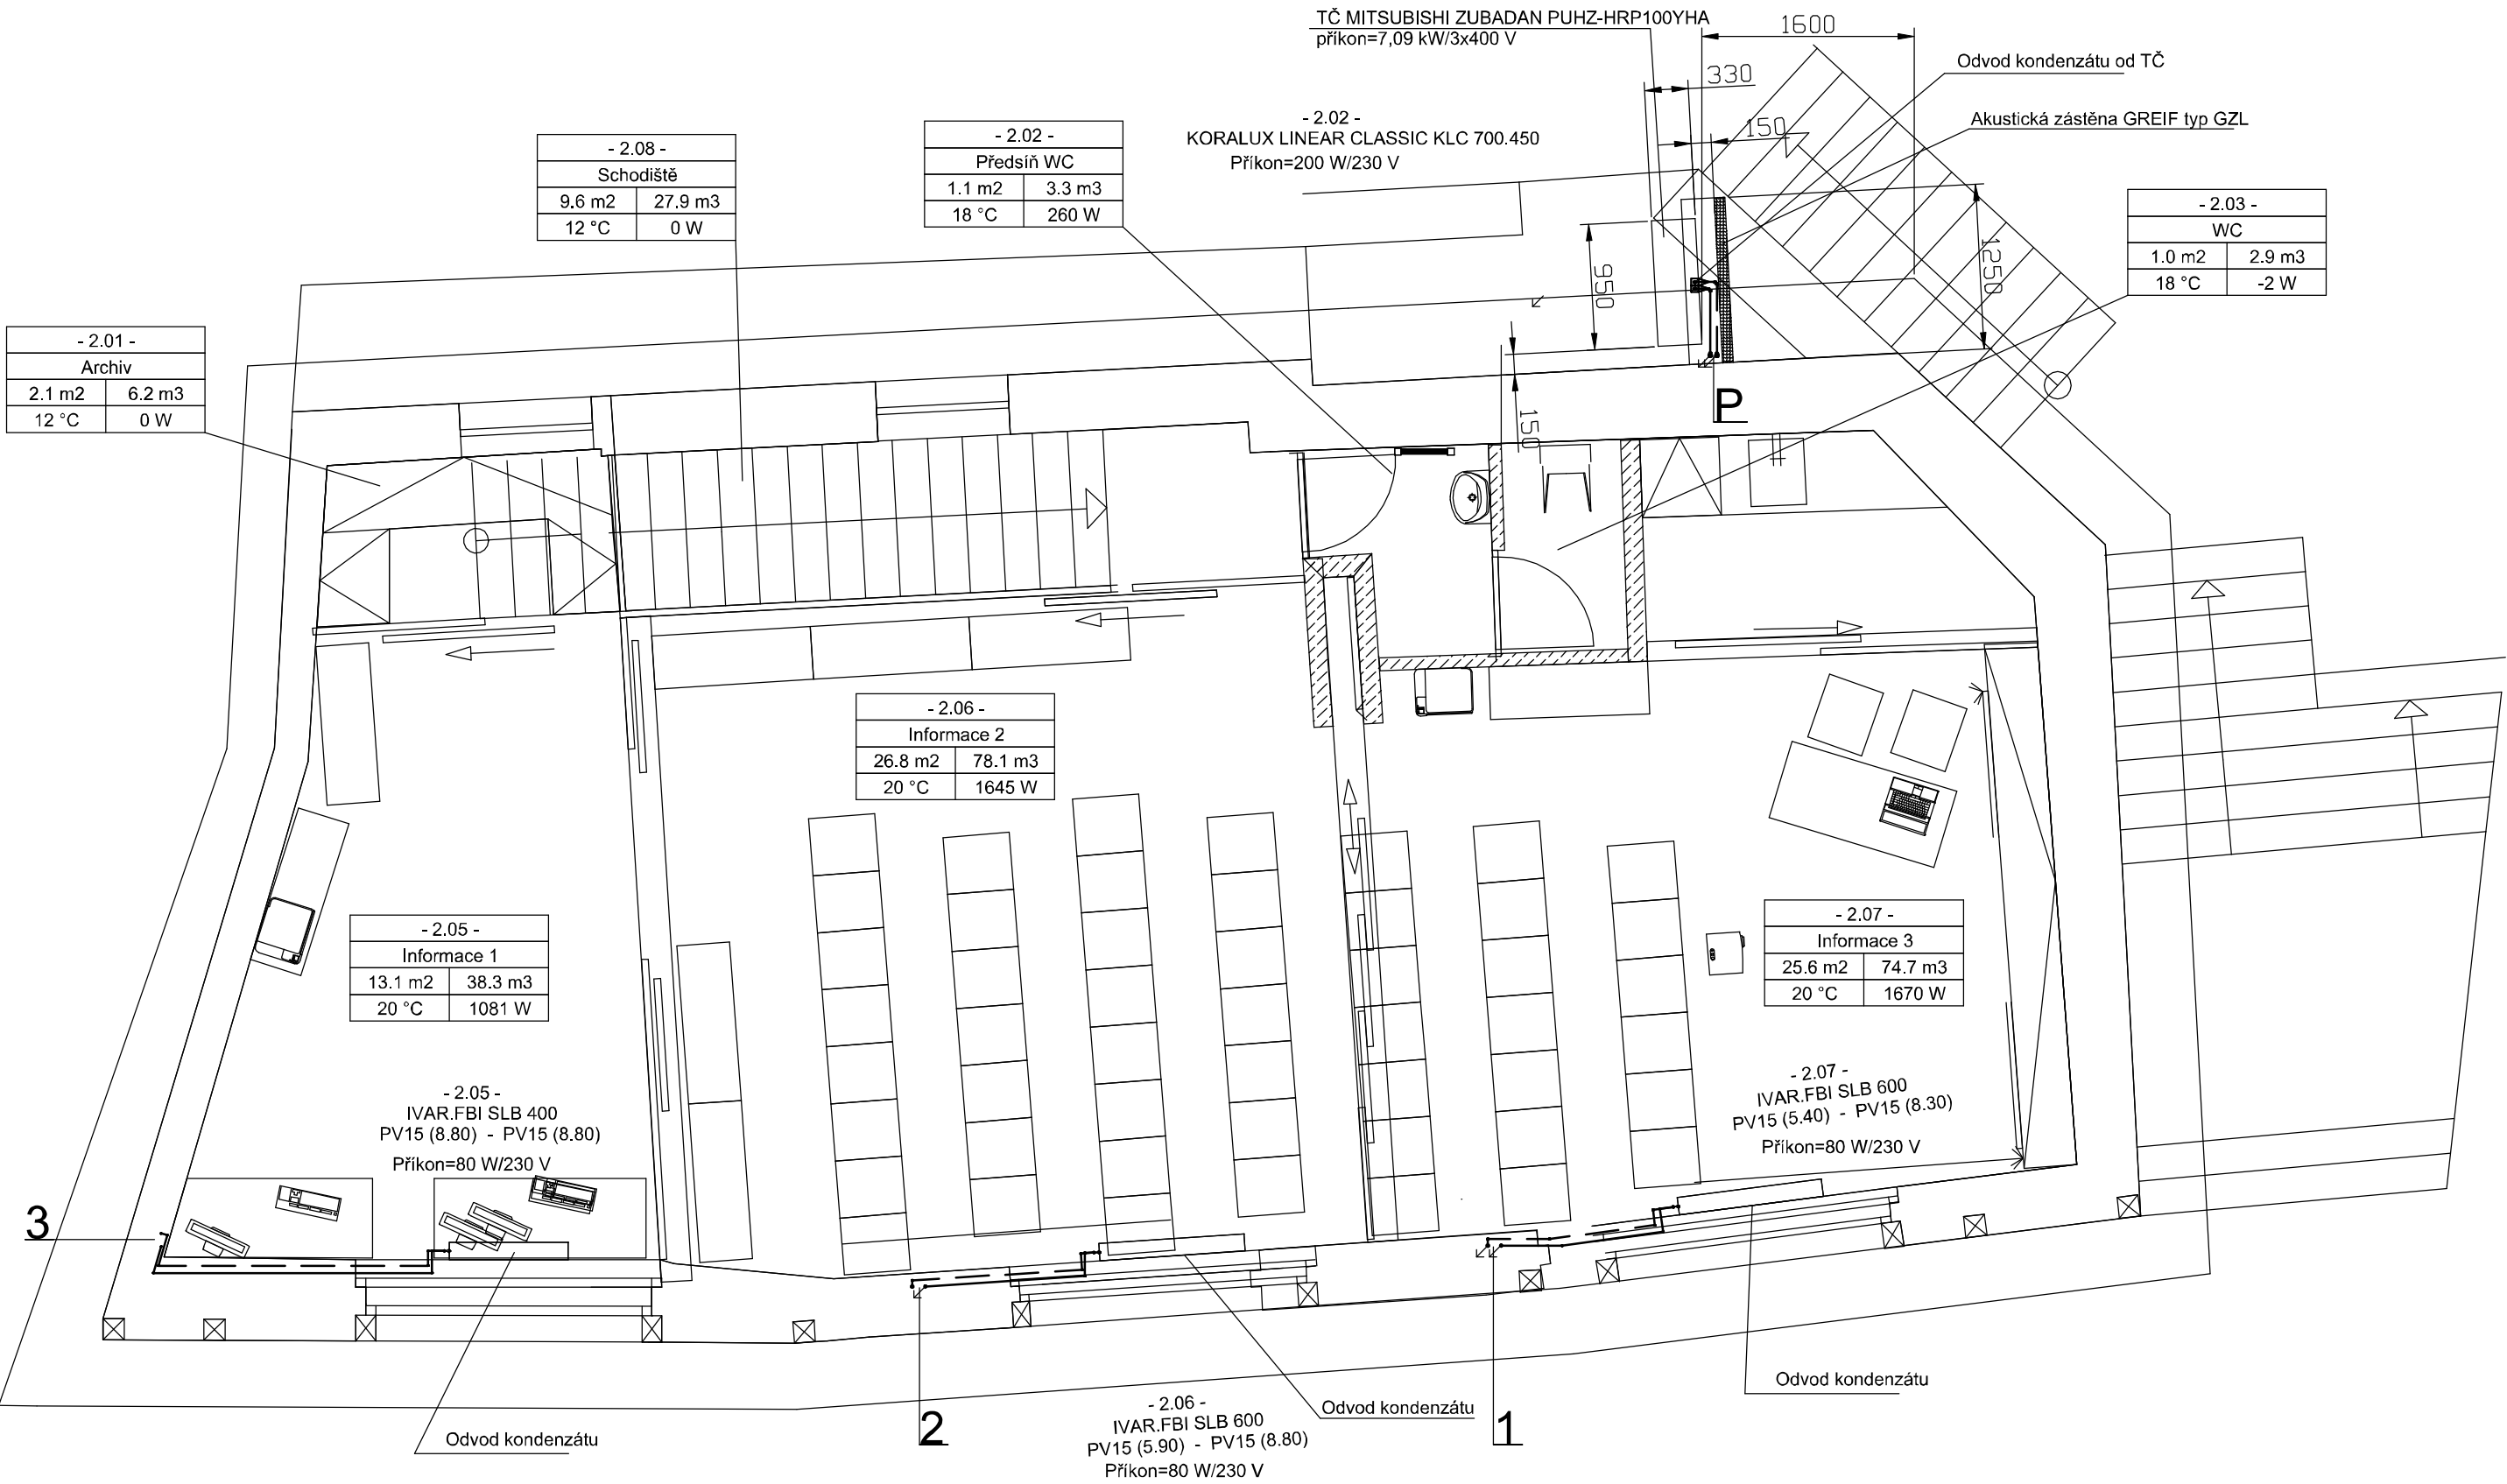 TČ MITSUBISHI ZUBADAN PUHZ-HRP100YHA
příkon=7,09 kW/3x400 V
1600
330
Odvod kondenzátu od TČ
150
Akustická zástěna GREIF typ GZL
- 2.02 -
KORALUX LINEAR CLASSIC KLC 700.450
Příkon=200 W/230 V
- 2.08 -
Schodiště
9.6 m2 27.9 m3
12 °C 0 W
- 2.02 -
Předsíň WC
1.1 m2 3.3 m3
18 °C 260 W
- 2.03 -
WC
1.0 m2 2.9 m3
18 °C -2 W
950
1250
- 2.01 -
Archiv
2.1 m2 6.2 m3
12 °C 0 W
P
150
- 2.06 -
Informace 2
26.8 m2 78.1 m3
20 °C 1645 W
- 2.05 -
Informace 1
13.1 m2 38.3 m3
20 °C 1081 W
- 2.07 -
Informace 3
25.6 m2 74.7 m3
20 °C 1670 W
- 2.05 -
IVAR.FBI SLB 400
PV15 (8.80) - PV15 (8.80)
Příkon=80 W/230 V
- 2.07 -
IVAR.FBI SLB 600
PV15 (5.40) - PV15 (8.30)
Příkon=80 W/230 V
3
2
1
Odvod kondenzátu
Odvod kondenzátu
Odvod kondenzátu
- 2.06 -
IVAR.FBI SLB 600
PV15 (5.90) - PV15 (8.80)
Příkon=80 W/230 V